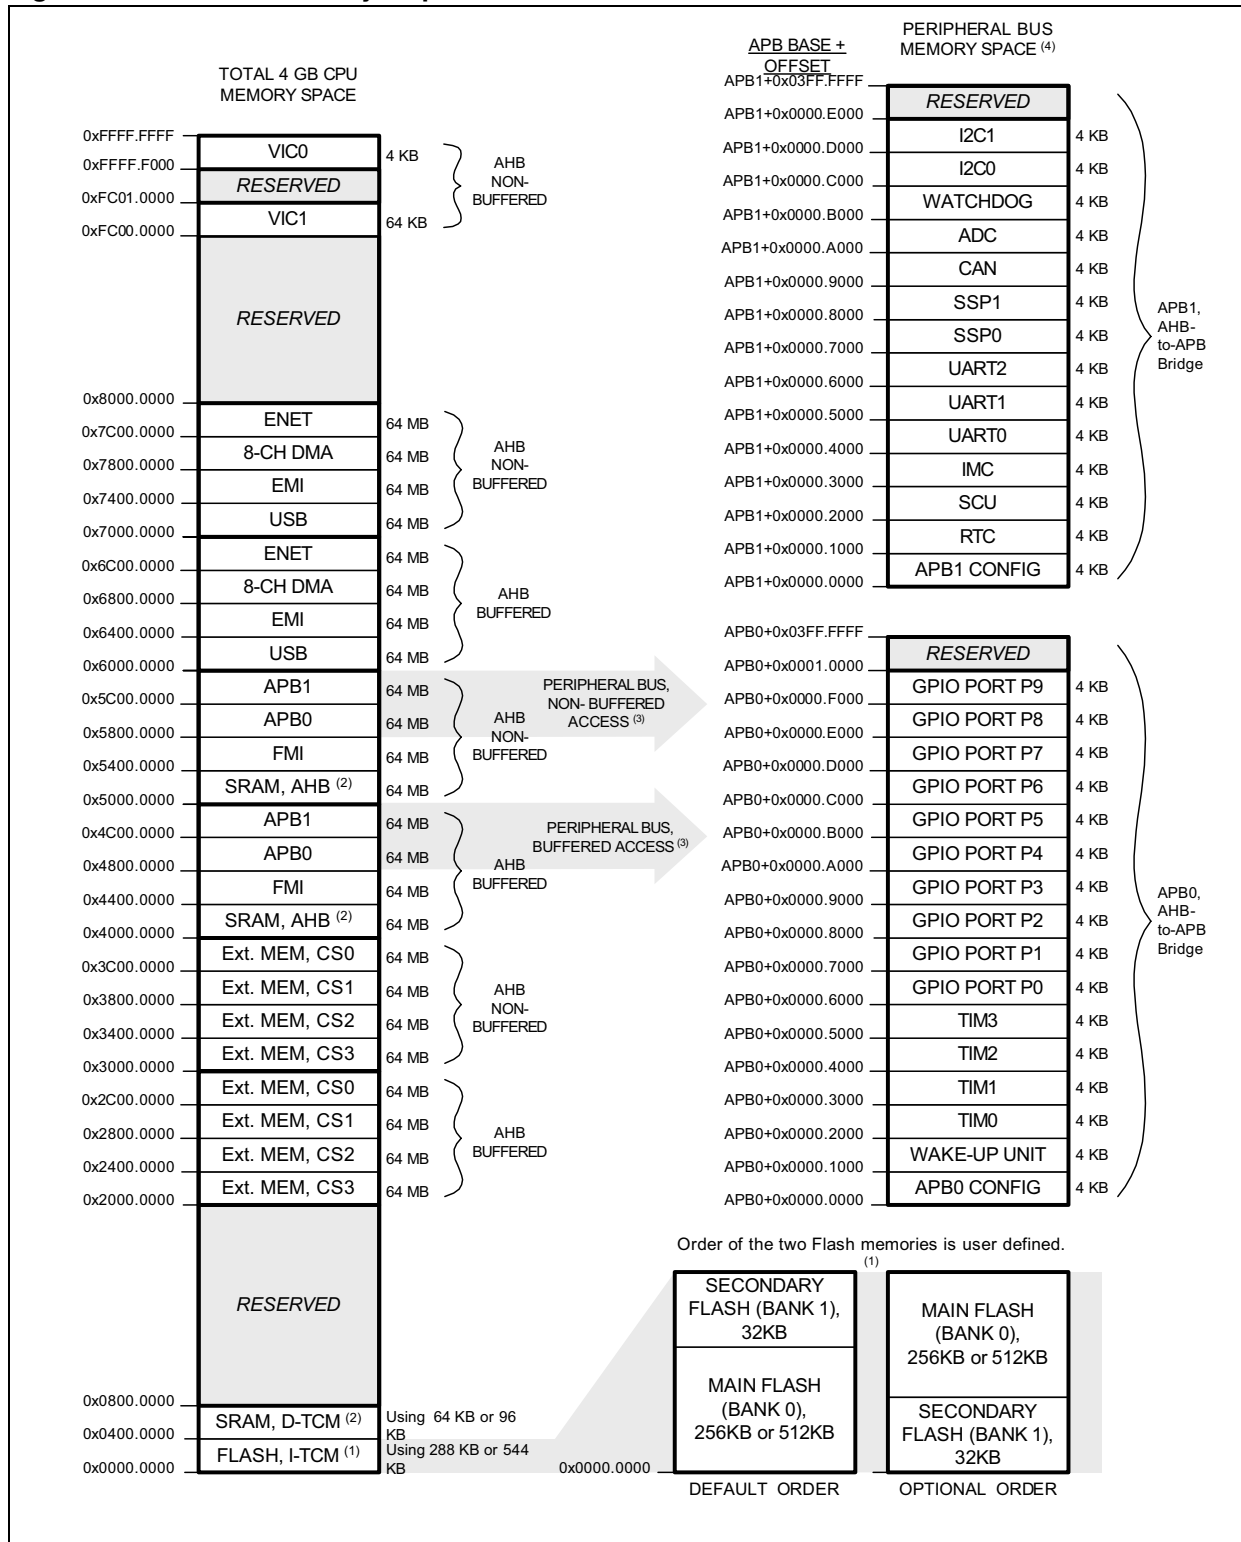 TOTAL 4 GB CPU
MEMORY SPACE
0xFFFF.FFFF
VIC0
4 KB
0xFFFF.F000
RESERVED
0xFC01.0000
VIC1
64 KB
0xFC00.0000
AHB
NON-
BUFFERED
RESERVED
0x8000.0000
ENET
64 MB
0x7C00.0000
8-CH DMA
64 MB
0x7800.0000
EMI
64 MB
0x7400.0000
USB
64 MB
0x7000.0000
AHB
NON-
BUFFERED
ENET
64 MB
0x6C00.0000
8-CH DMA
64 MB
0x6800.0000
EMI
64 MB
0x6400.0000
USB
64 MB
0x6000.0000
AHB
BUFFERED
APB1
64 MB
0x5C00.0000
APB0
64 MB
0x5800.0000
FMI
64 MB
0x5400.0000
SRAM, AHB (2)
64 MB
0x5000.0000
AHB
NON-
BUFFERED
PERIPHERAL BUS,
NON- BUFFERED
ACCESS (3)
APB1
64 MB
0x4C00.0000
APB0
64 MB
0x4800.0000
FMI
64 MB
0x4400.0000
SRAM, AHB (2)
64 MB
0x4000.0000
AHB
BUFFERED
PERIPHERAL BUS,
BUFFERED ACCESS (3)
Ext. MEM, CS0
64 MB
0x3C00.0000
Ext. MEM, CS1
64 MB
0x3800.0000
Ext. MEM, CS2
64 MB
0x3400.0000
Ext. MEM, CS3
64 MB
0x3000.0000
AHB
NON-
BUFFERED
Ext. MEM, CS0
64 MB
0x2C00.0000
Ext. MEM, CS1
64 MB
0x2800.0000
Ext. MEM, CS2
64 MB
0x2400.0000
Ext. MEM, CS3
64 MB
0x2000.0000
AHB
BUFFERED
RESERVED
0x0800.0000
SRAM, D-TCM (2)
Using 64 KB or 96
KB
0x0400.0000
FLASH, I-TCM (1)
Using 288 KB or 544
KB
0x0000.0000
APB BASE +
OFFSET
PERIPHERAL BUS
MEMORY SPACE (4)
APB1+0x03FF.FFFF
RESERVED
APB1+0x0000.E000
I2C1
4 KB
APB1+0x0000.D000
I2C0
4 KB
APB1+0x0000.C000
WATCHDOG
4 KB
APB1+0x0000.B000
ADC
4 KB
APB1+0x0000.A000
CAN
4 KB
APB1+0x0000.9000
SSP1
4 KB
APB1+0x0000.8000
SSP0
4 KB
APB1+0x0000.7000
UART2
4 KB
APB1+0x0000.6000
UART1
4 KB
APB1+0x0000.5000
UART0
4 KB
APB1+0x0000.4000
IMC
4 KB
APB1+0x0000.3000
SCU
4 KB
APB1+0x0000.2000
RTC
4 KB
APB1+0x0000.1000
APB1 CONFIG
4 KB
APB1+0x0000.0000
APB1,
AHB-
to-APB
Bridge
APB0+0x03FF.FFFF
RESERVED
APB0+0x0001.0000
GPIO PORT P9
4 KB
APB0+0x0000.F000
GPIO PORT P8
4 KB
APB0+0x0000.E000
GPIO PORT P7
4 KB
APB0+0x0000.D000
GPIO PORT P6
4 KB
APB0+0x0000.C000
GPIO PORT P5
4 KB
APB0+0x0000.B000
GPIO PORT P4
4 KB
APB0+0x0000.A000
GPIO PORT P3
4 KB
APB0+0x0000.9000
GPIO PORT P2
4 KB
APB0+0x0000.8000
GPIO PORT P1
4 KB
APB0+0x0000.7000
GPIO PORT P0
4 KB
APB0+0x0000.6000
TIM3
4 KB
APB0+0x0000.5000
TIM2
4 KB
APB0+0x0000.4000
TIM1
4 KB
APB0+0x0000.3000
TIM0
4 KB
APB0+0x0000.2000
WAKE-UP UNIT
4 KB
APB0+0x0000.1000
APB0 CONFIG
4 KB
APB0+0x0000.0000
APB0,
AHB-
to-APB
Bridge
Order of the two Flash memories is user defined.
(1)
SECONDARY
FLASH (BANK 1),
32KB
MAIN FLASH
(BANK 0),
256KB or 512KB
0x0000.0000
DEFAULT ORDER
MAIN FLASH
(BANK 0),
256KB or 512KB
SECONDARY
FLASH (BANK 1),
32KB
OPTIONAL ORDER